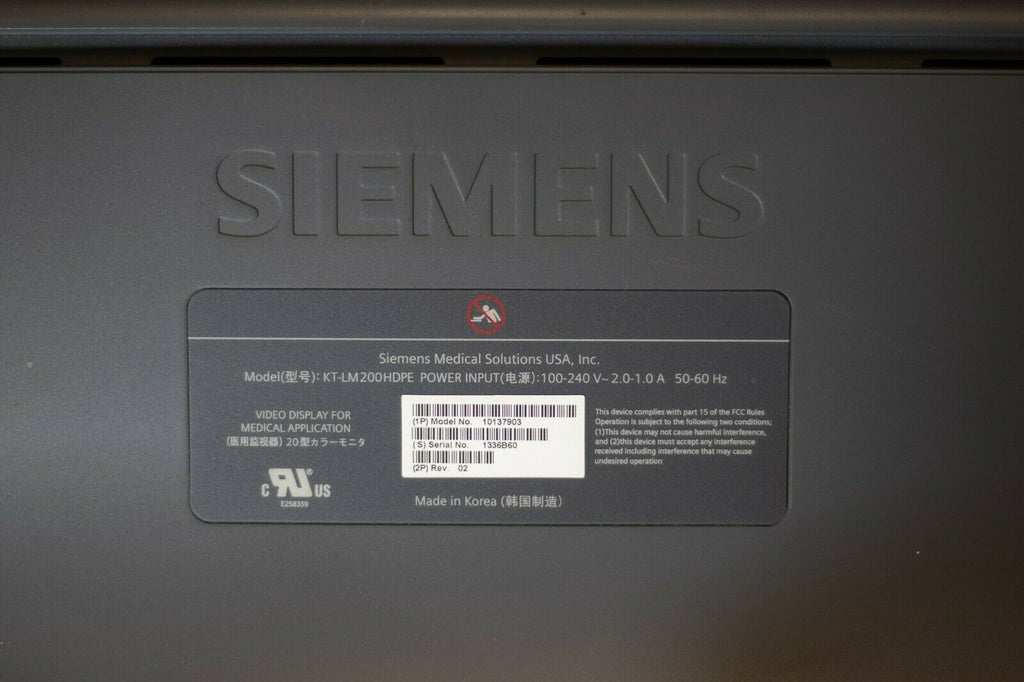 SIEMENS
Siemens Medical Solutions USA, Inc.
Model(型号): KT-LM200HDPE POWER INPUT(电源):100-240 V~ 2.0-1.0 A 50-60 Hz
VIDEO DISPLAY FOR
MEDICAL APPLICATION
(医用监视器) 20型カラーモニタ
c RU® US
E258359
(1P) Model No. 10137903
(S) Serial No. 1336B60
(2P) Rev. 02
Made in Korea (韩国制造)
This device complies with part 15 of the FCC Rules
Operation is subject to the following two conditions;
(1)This device may not cause harmful interference,
and (2)this device must accept any interference
received including interference that may cause
undesired operation